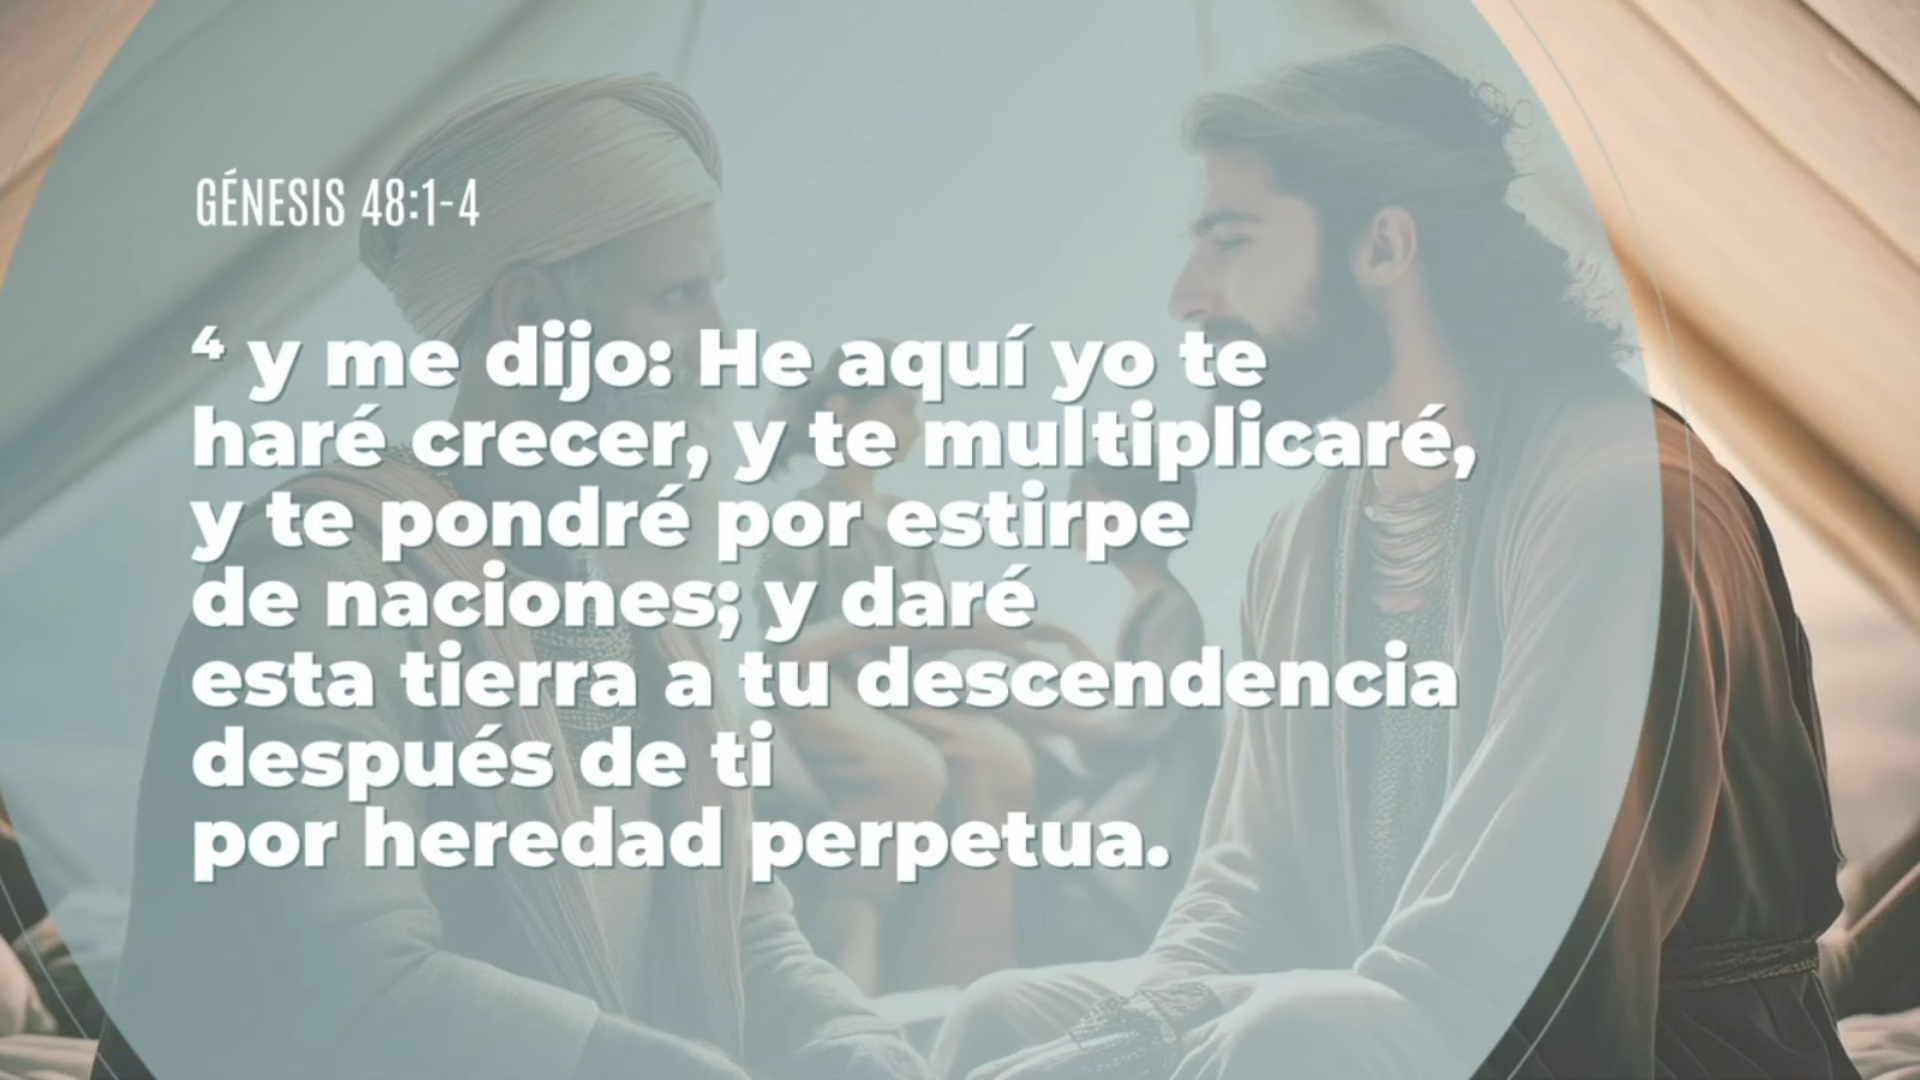 GÉNESIS 48:1-4
⁴ y me dijo: He aquí yo te
haré crecer, y te multiplicaré,
y te pondré por estirpe
de naciones; y daré
esta tierra a tu descendencia
después de ti
por heredad perpetua.